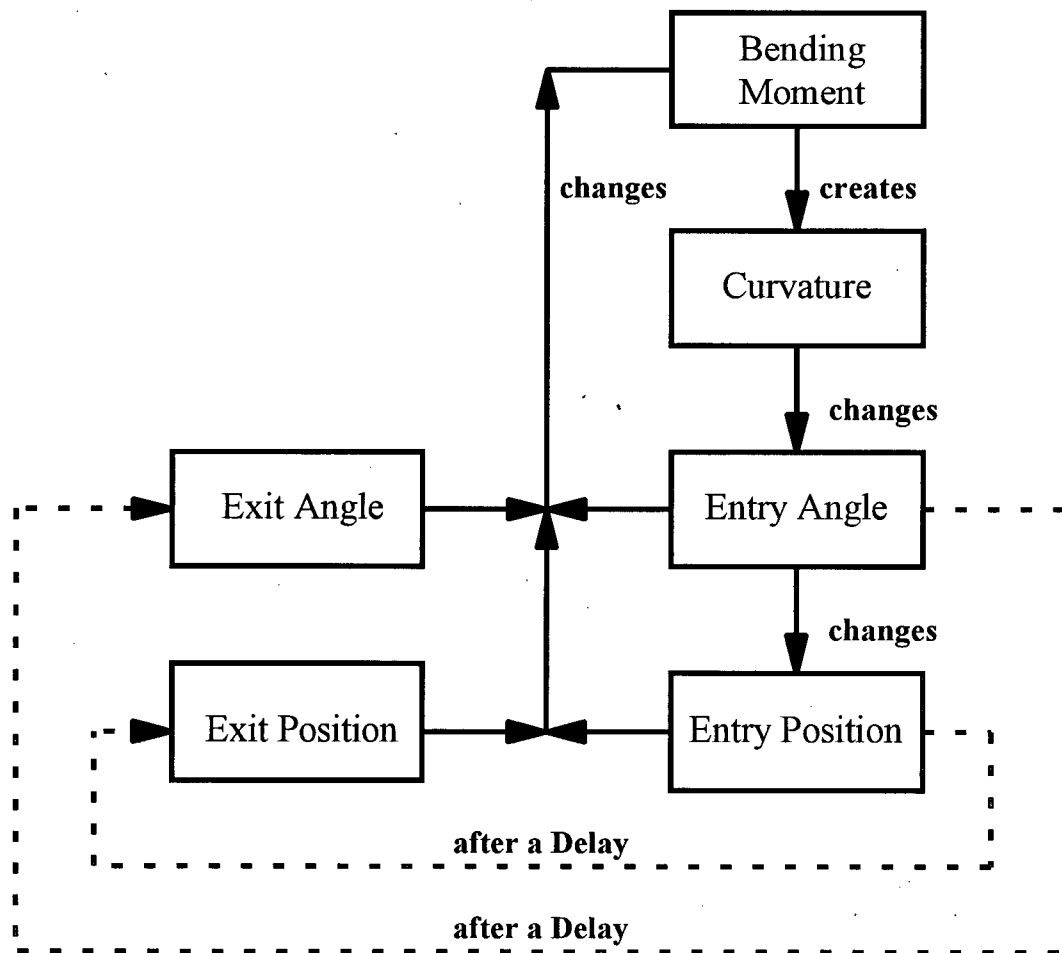 Bending
Moment
changes
creates
Curvature
changes
Exit Angle
Entry Angle
changes
Exit Position
Entry Position
after a Delay
after a Delay